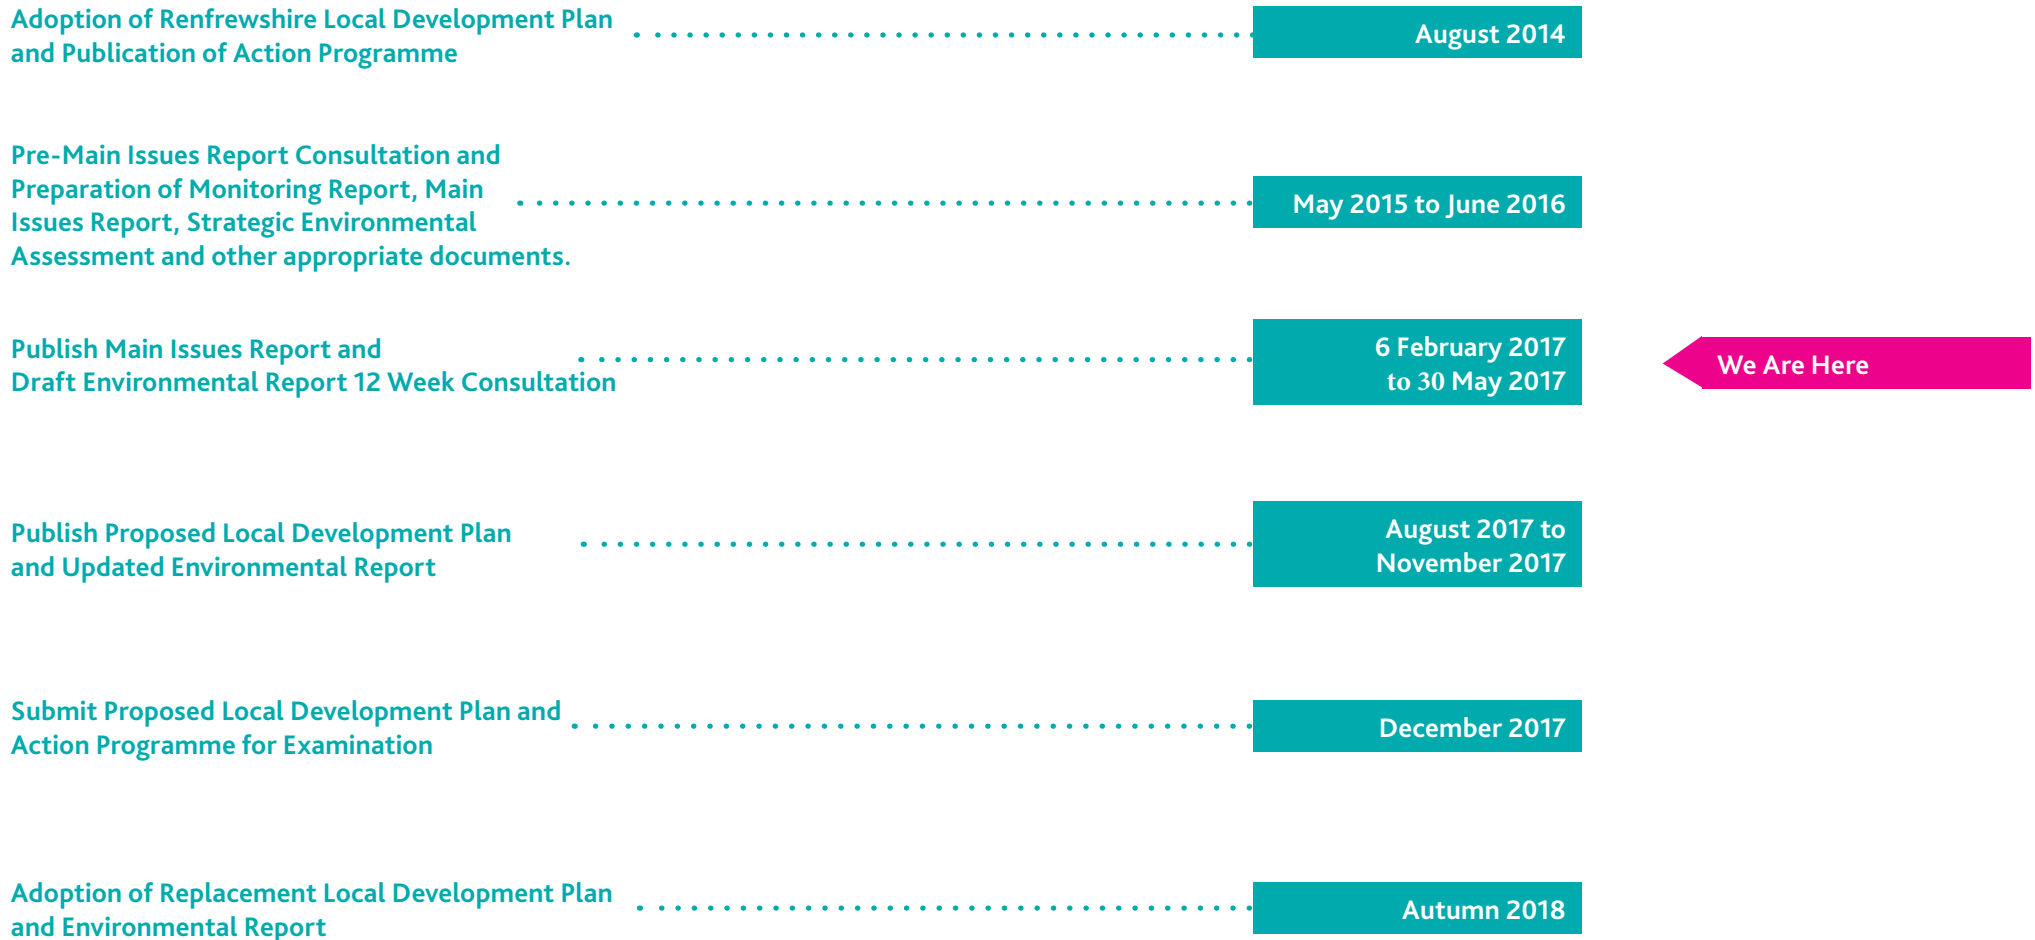 Adoption of Renfrewshire Local Development Plan
and Publication of Action Programme
August 2014
Pre-Main Issues Report Consultation and
Preparation of Monitoring Report, Main
Issues Report, Strategic Environmental
Assessment and other appropriate documents.
May 2015 to June 2016
Publish Main Issues Report and
Draft Environmental Report 12 Week Consultation
6 February 2017
to 30 May 2017
We Are Here
Publish Proposed Local Development Plan
and Updated Environmental Report
August 2017 to
November 2017
Submit Proposed Local Development Plan and
Action Programme for Examination
December 2017
Adoption of Replacement Local Development Plan
and Environmental Report
Autumn 2018